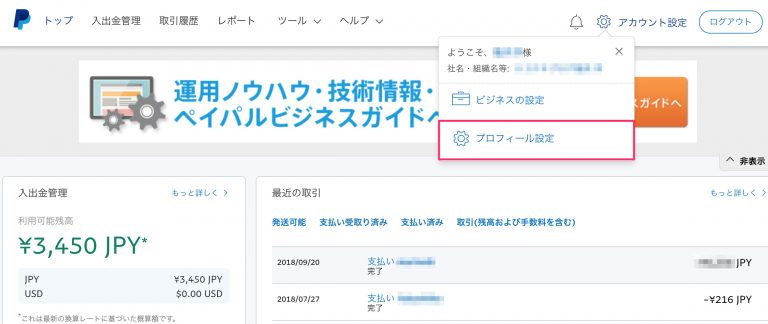 トップ 入出金管理 取引履歴 レポート ツール ヘルプ アカウント設定 ログアウト
ようこそ、様
社名・組織名等:
ビジネスの設定
プロフィール設定
運用ノウハウ・技術情報・
ペイパルビジネスガイドへ
スガイドへ
非表示
入出金管理 もっと詳しく
利用可能残高
¥3,450 JPY*
JPY ¥3,450 JPY
USD $0.00 USD
*これは最新の換算レートに基づいた概算額です。
最近の取引 もっと詳しく
発送可能 支払い受取り済み 支払い済み 取引(残高および手数料を含む)
2018/09/20 支払い JPY
完了
2018/07/27 支払い -¥216 JPY
完了